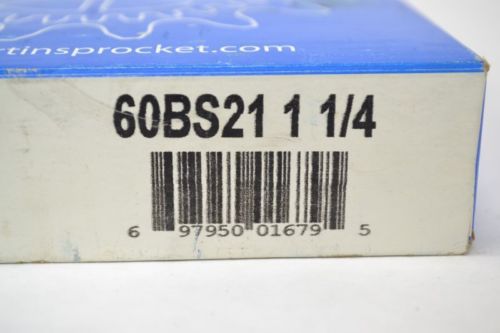 rtinsprocket.com
60BS21 1 1/4
6 97950 01679 5